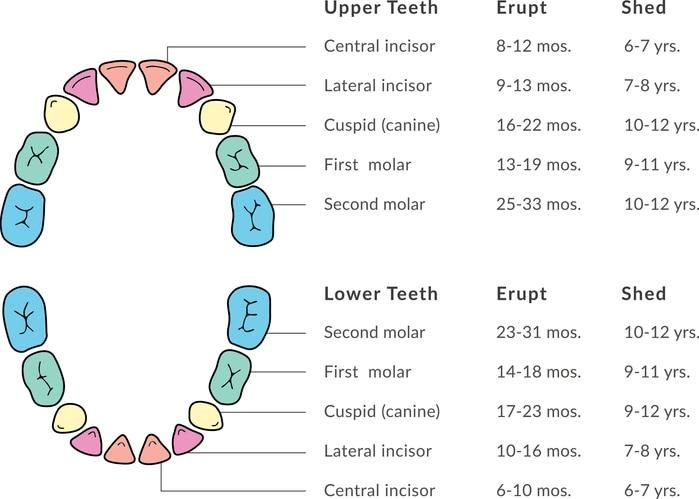 Upper Teeth Erupt Shed
Central incisor 8-12 mos. 6-7 yrs.
Lateral incisor 9-13 mos. 7-8 yrs.
Cuspid (canine) 16-22 mos. 10-12 yrs.
First molar 13-19 mos. 9-11 yrs.
Second molar 25-33 mos. 10-12 yrs.
Lower Teeth Erupt Shed
Second molar 23-31 mos. 10-12 yrs.
First molar 14-18 mos. 9-11 yrs.
Cuspid (canine) 17-23 mos. 9-12 yrs.
Lateral incisor 10-16 mos. 7-8 yrs.
Central incisor 6-10 mos. 6-7 yrs.